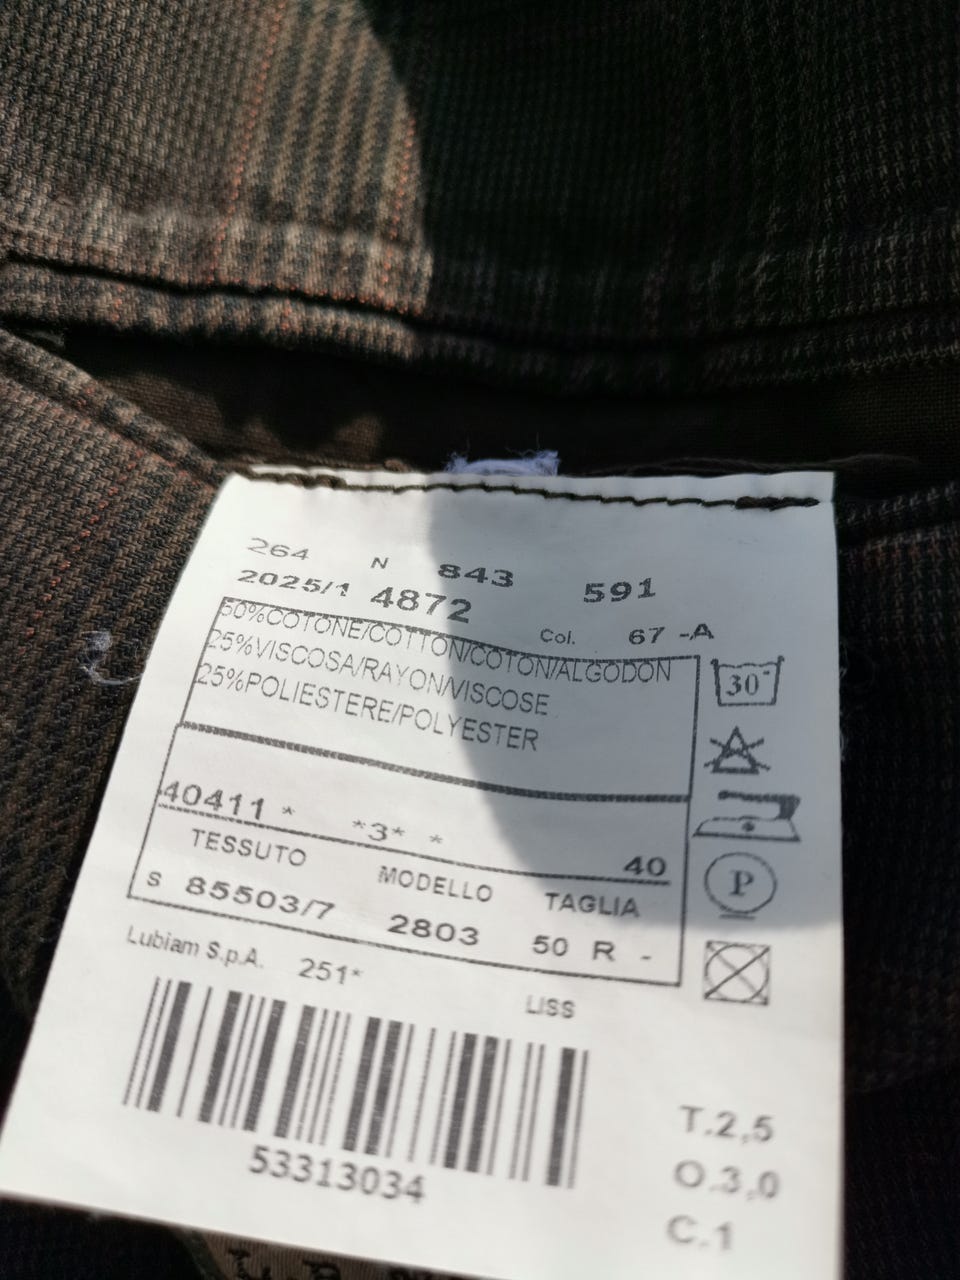 264 N 843 591
2025/1 4872 Col. 67 -A
50%COTONE/COTTON/COTON/ALGODON
25%VISCOSA/RAYON/VISCOSE
25%POLIESTERE/POLYESTER
30°
P
40411 * *3* * 40
TESSUTO MODELLO TAGLIA
S 85503/7 2803 50 R -
Lubiam S.p.A. 251* LISS
53313034
T.2,5
O.3,0
C.1